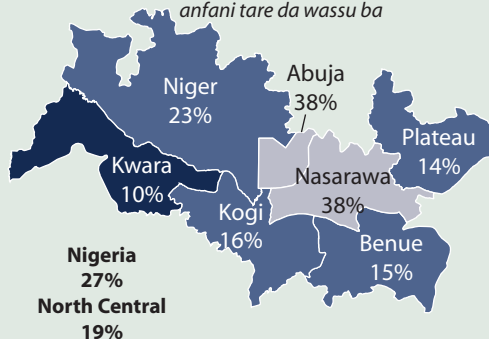 anfani tare da wassu ba
Niger
23%
Abuja
38%
Plateau
14%
Kwara
10%
Nasarawa
38%
Kogi
16%
Benue
15%
Nigeria
27%
North Central
19%